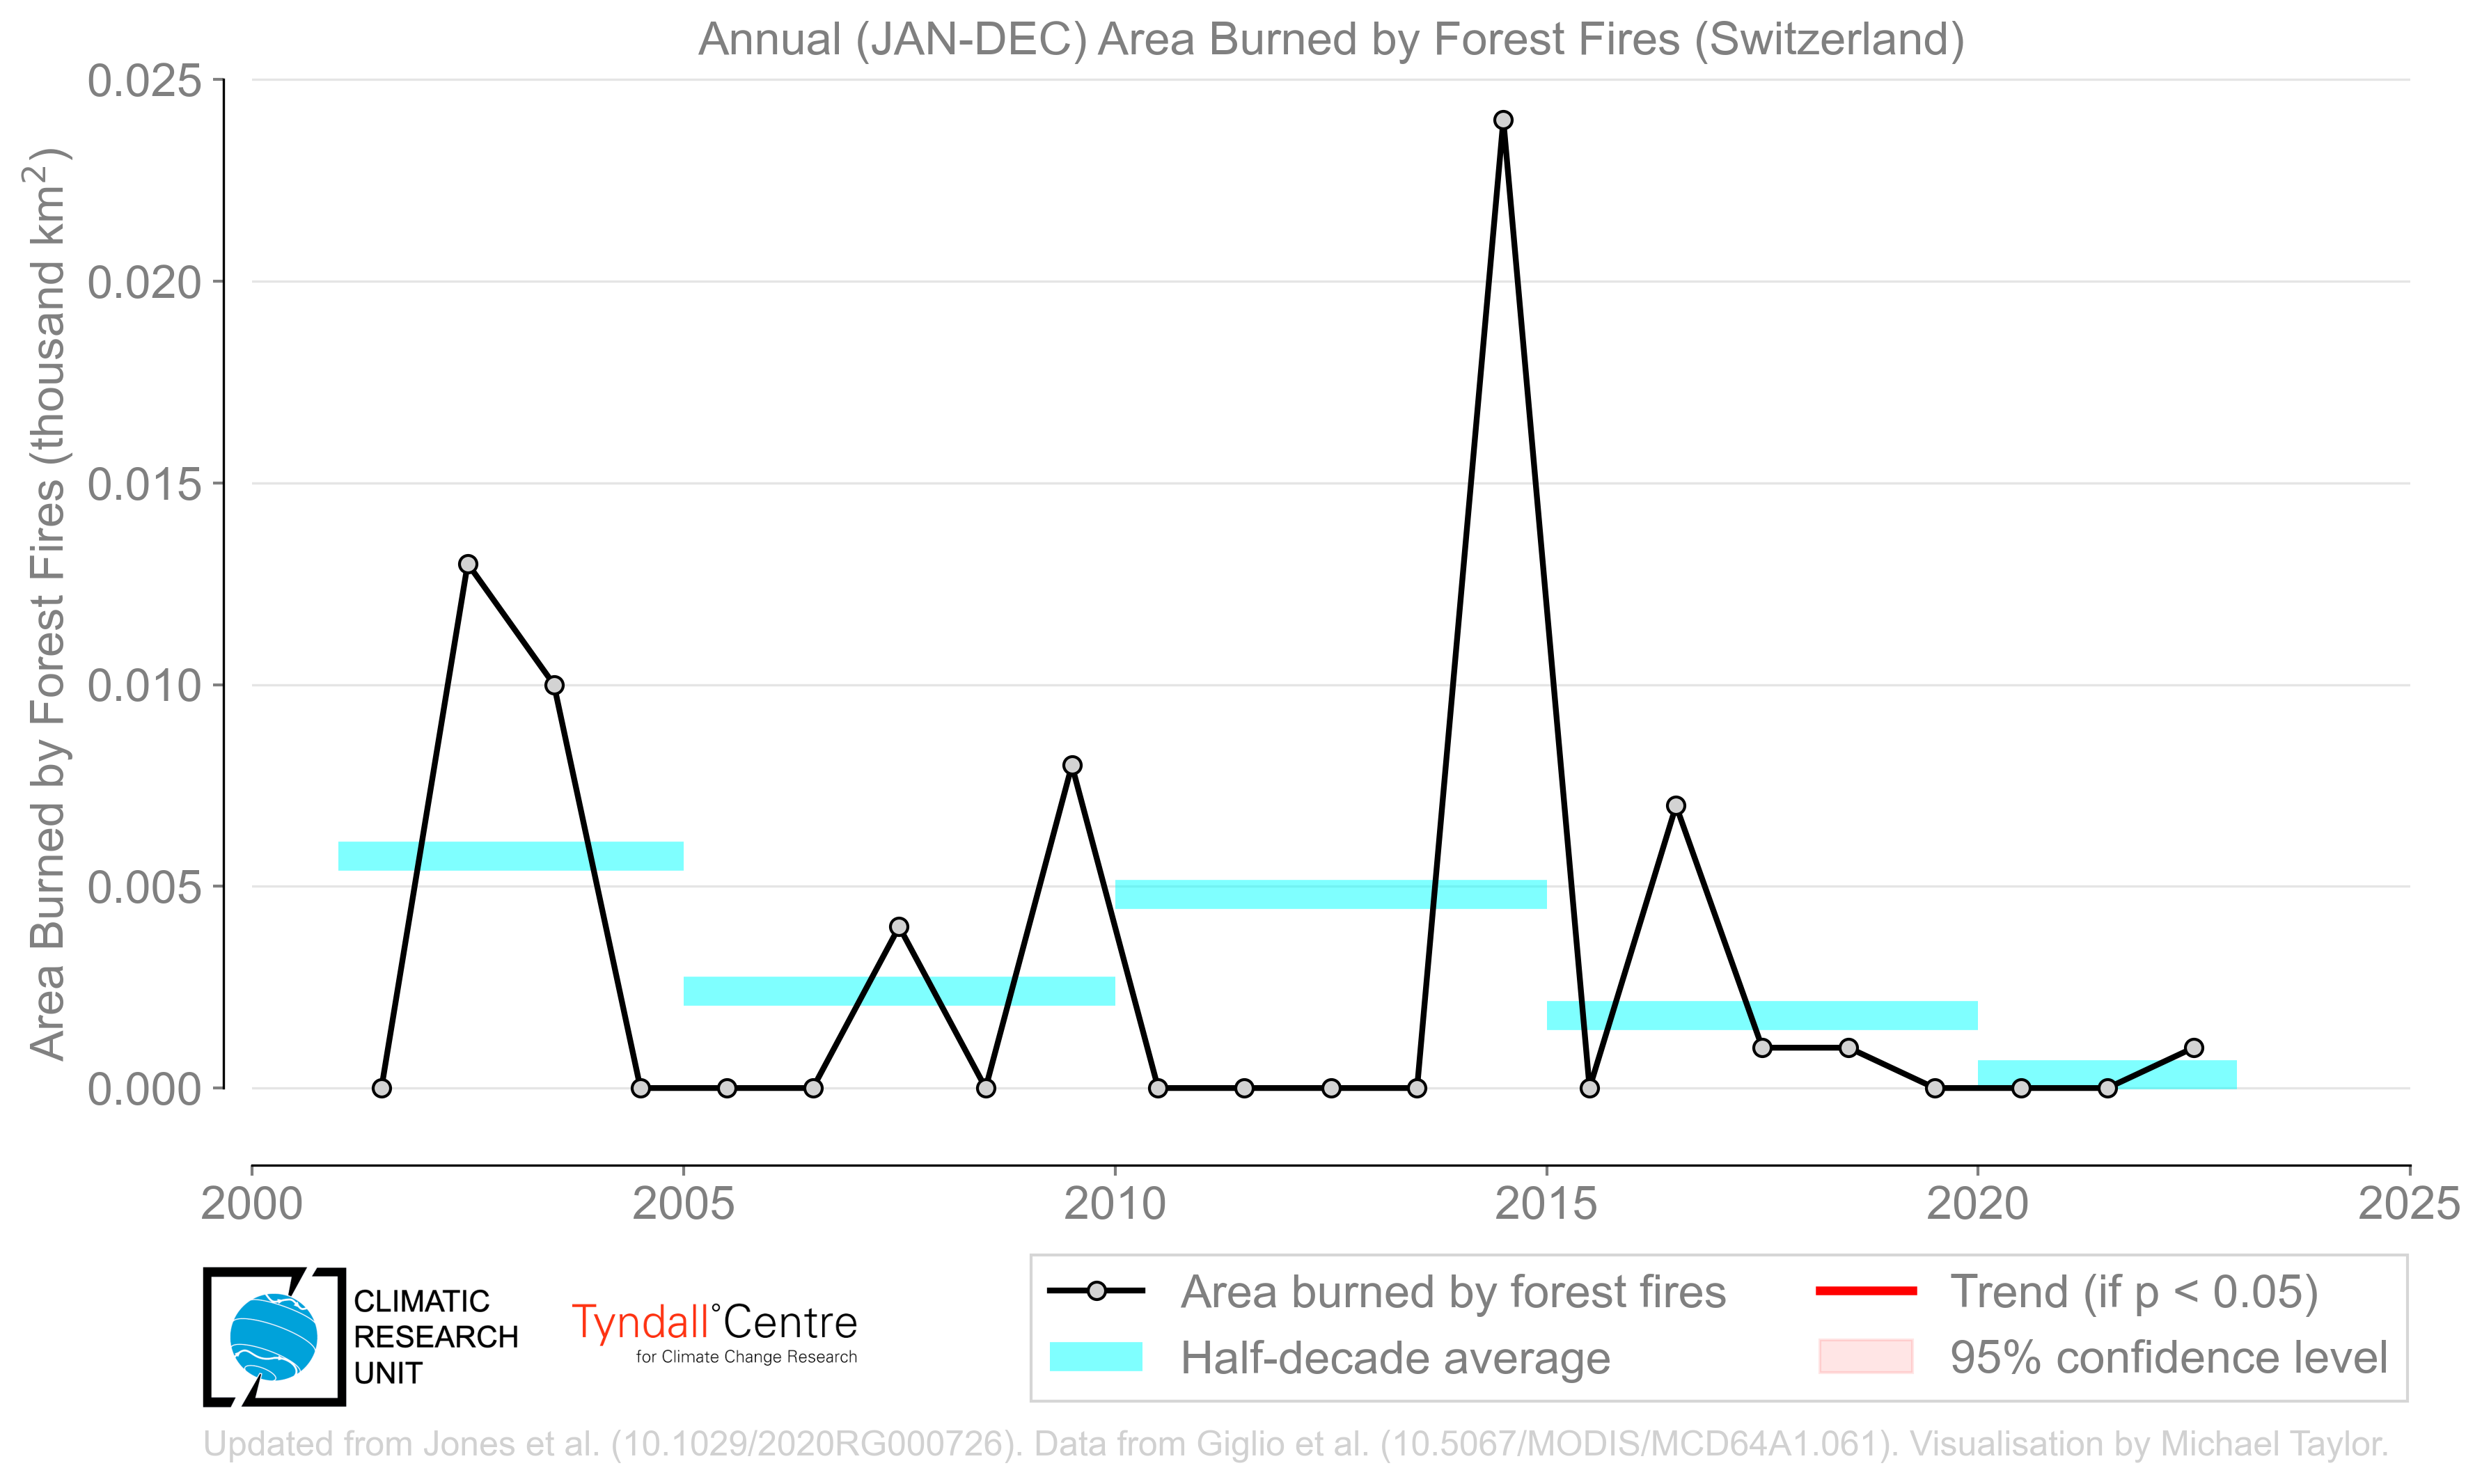 Annual (JAN-DEC) Area Burned by Forest Fires (Switzerland)
Area Burned by Forest Fires (thousand km²)
0.025
0.020
0.015
0.010
0.005
0.000
2000 2005 2010 2015 2020 2025
CLIMATIC
RESEARCH
UNIT
Tyndall°Centre
for Climate Change Research
Area burned by forest fires
Half-decade average
Trend (if p < 0.05)
95% confidence level
Updated from Jones et al. (10.1029/2020RG000726). Data from Giglio et al. (10.5067/MODIS/MCD64A1.061). Visualisation by Michael Taylor.